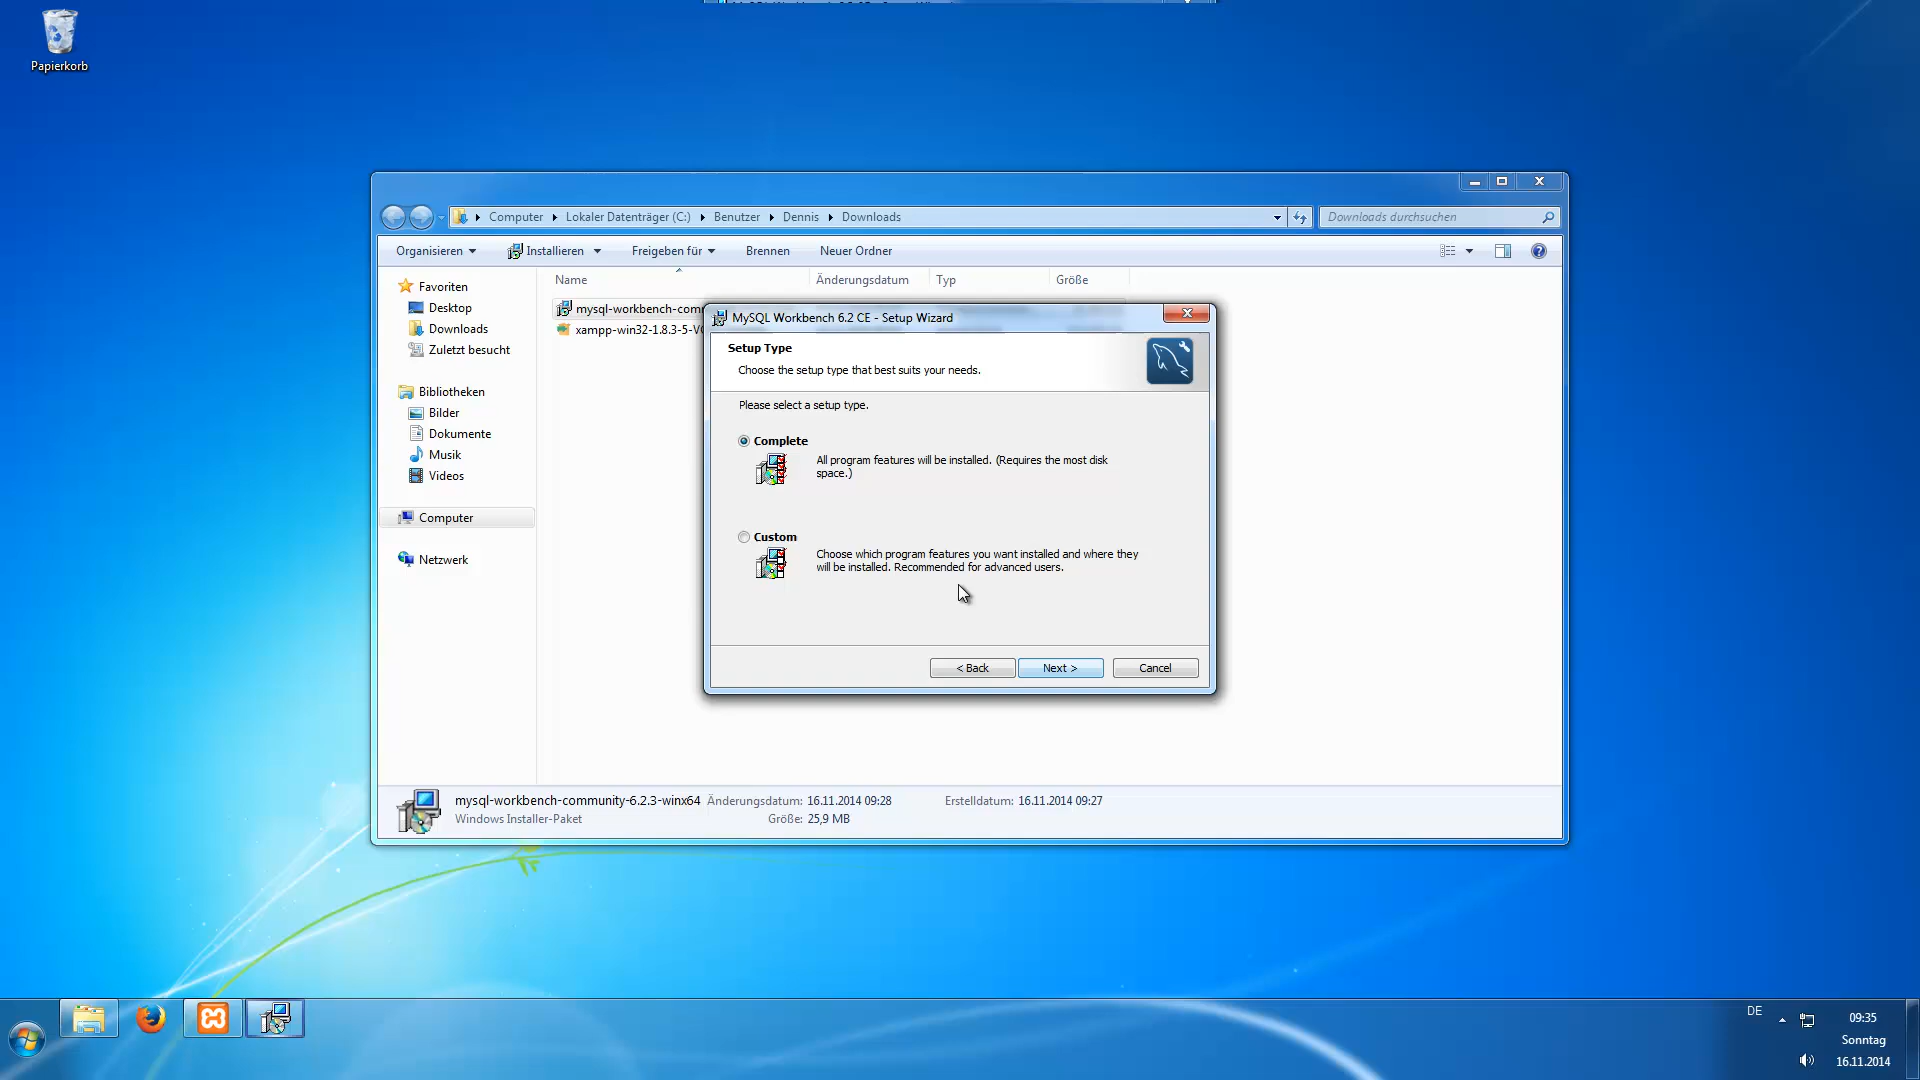 Papierkorb
Computer
Lokaler Datenträger (C:)
Benutzer
Dennis
Downloads
Downloads durchsuchen
Organisieren
Installieren
Freigeben für
Brennen
Neuer Ordner
Favoriten
Desktop
Downloads
Zuletzt besucht
Bibliotheken
Bilder
Dokumente
Musik
Videos
Computer
Netzwerk
Name
Änderungsdatum
Typ
Größe
mysql-workbench-com
xampp-win32-1.8.3-5-V
MySQL Workbench 6.2 CE - Setup Wizard
Setup Type
Choose the setup type that best suits your needs.
Please select a setup type.
Complete
All program features will be installed. (Requires the most disk
space.)
Custom
Choose which program features you want installed and where they
will be installed. Recommended for advanced users.
< Back
Next >
Cancel
mysql-workbench-community-6.2.3-winx64
Änderungsdatum: 16.11.2014 09:28
Erstelldatum: 16.11.2014 09:27
Windows Installer-Paket
Größe: 25,9 MB
DE
09:35
Sonntag
16.11.2014